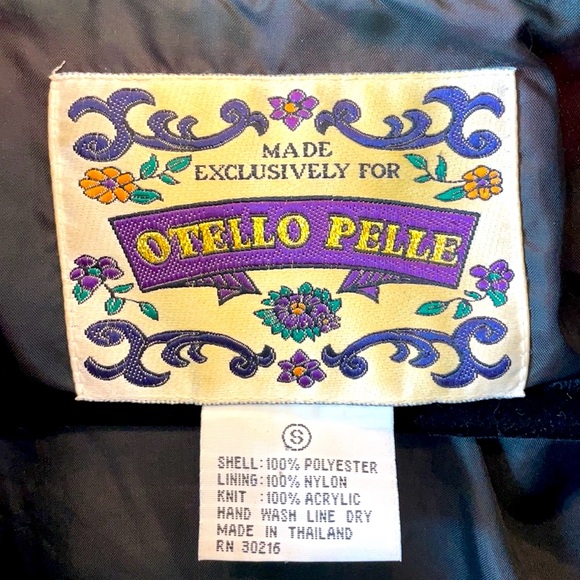 MADE
EXCLUSIVELY FOR
OTELLO PELLE
S
SHELL:100% POLYESTER
LINING:100% NYLON
KNIT :100% ACRYLIC
HAND WASH LINE DRY
MADE IN THAILAND
RN 30216